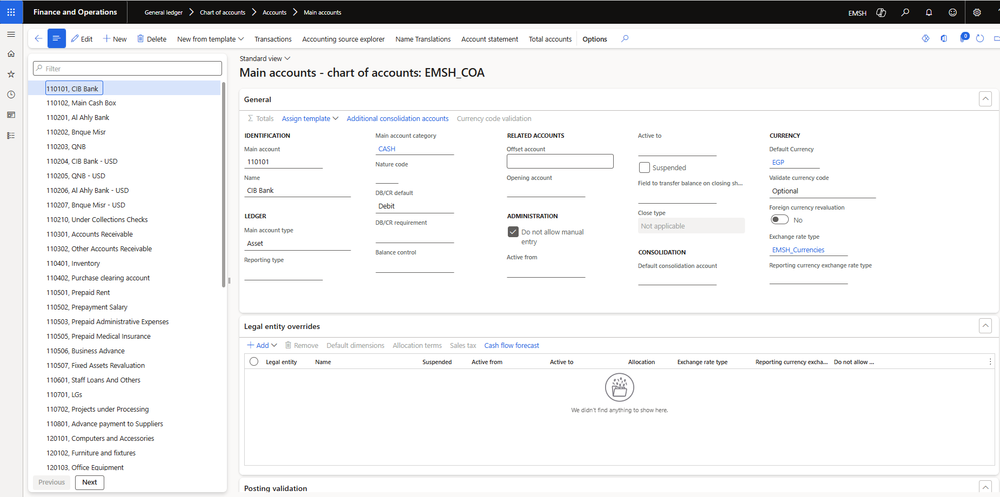 Finance and Operations
General ledger
Chart of accounts
Accounts
Main accounts
EMSH
Edit
New
Delete
New from template
Transactions
Accounting source explorer
Name Translations
Account statement
Total accounts
Options
0
Filter
110101, CIB Bank
110102, Main Cash Box
110201, Al Ahly Bank
110202, Bnque Misr
110203, QNB
110204, CIB Bank - USD
110205, QNB - USD
110206, Al Ahly Bank - USD
110207, Bnque Misr - USD
110210, Under Collections Checks
110301, Accounts Receivable
110302, Other Accounts Receivable
110401, Inventory
110402, Purchase clearing account
110501, Prepaid Rent
110502, Prepayment Salary
110503, Prepaid Administrative Expenses
110505, Prepaid Medical Insurance
110506, Business Advance
110507, Fixed Assets Revaluation
110601, Staff Loans And Others
110701, LGs
110702, Projects under Processing
110801, Advance payment to Suppliers
120101, Computers and Accessories
120102, Furniture and fixtures
120103, Office Equipment
Previous
Next
Standard view
Main accounts - chart of accounts: EMSH_COA
General
Totals
Assign template
Additional consolidation accounts
Currency code validation
IDENTIFICATION
Main account
110101
Name
CIB Bank
LEDGER
Main account type
Asset
Reporting type
Main account category
CASH
Nature code
DB/CR default
Debit
DB/CR requirement
Balance control
RELATED ACCOUNTS
Offset account
Opening account
ADMINISTRATION
Do not allow manual
entry
Active from
Active to
Suspended
Field to transfer balance on closing sh...
Close type
Not applicable
CONSOLIDATION
Default consolidation account
CURRENCY
Default Currency
EGP
Validate currency code
Optional
Foreign currency revaluation
No
Exchange rate type
EMSH_Currencies
Reporting currency exchange rate type
Legal entity overrides
Add
Remove
Default dimensions
Allocation terms
Sales tax
Cash flow forecast
Legal entity
Name
Suspended
Active from
Active to
Allocation
Exchange rate type
Reporting currency excha...
Do not allow ...
We didn't find anything to show here.
Posting validation